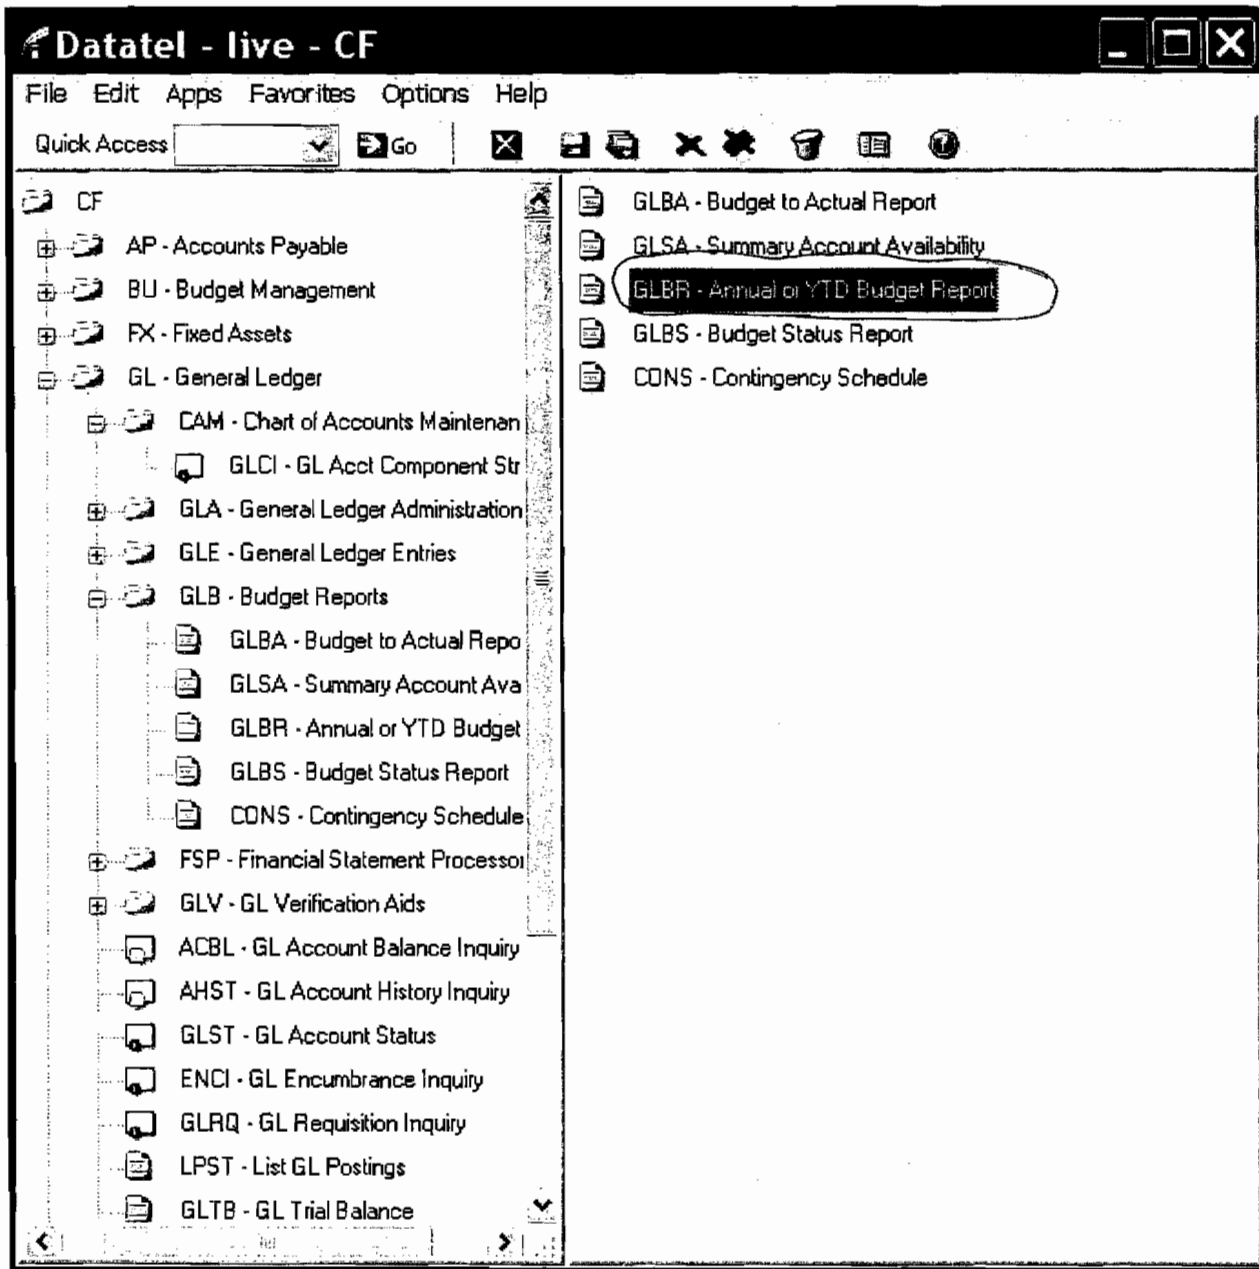 Datatel - live - CF
File Edit Apps Favorites Options Help
Quick Access Go
CF
AP - Accounts Payable
BU - Budget Management
FX - Fixed Assets
GL - General Ledger
CAM - Chart of Accounts Maintenan
GLCI - GL Acct Component Str
GLA - General Ledger Administration
GLE - General Ledger Entries
GLB - Budget Reports
GLBA - Budget to Actual Repo
GLSA - Summary Account Ava
GLBR - Annual or YTD Budget
GLBS - Budget Status Report
CONS - Contingency Schedule
FSP - Financial Statement Processor
GLV - GL Verification Aids
ACBL - GL Account Balance Inquiry
AHST - GL Account History Inquiry
GLST - GL Account Status
ENCI - GL Encumbrance Inquiry
GLRQ - GL Requisition Inquiry
LPST - List GL Postings
GLTB - GL Trial Balance
GLBA - Budget to Actual Report
GLSA - Summary Account Availability
GLBR - Annual or YTD Budget Report
GLBS - Budget Status Report
CONS - Contingency Schedule